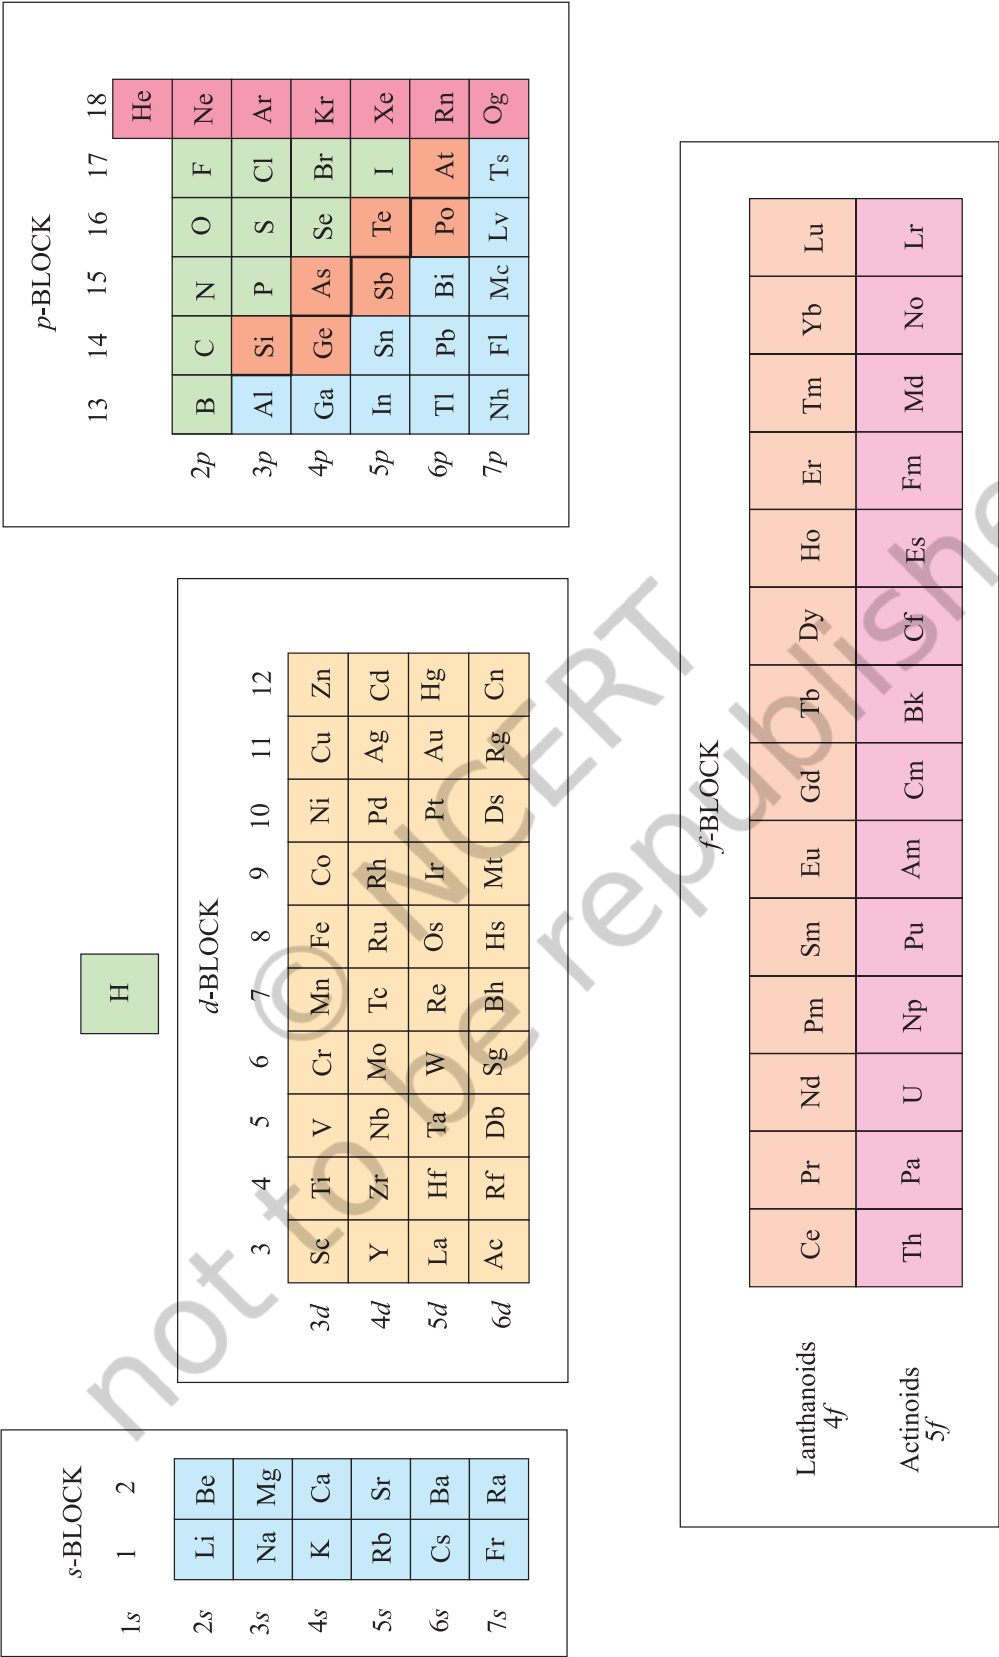 s-BLOCK
1 2
1s
2s Li Be
3s Na Mg
4s K Ca
5s Rb Sr
6s Cs Ba
7s Fr Ra
H
d-BLOCK
3 4 5 6 7 8 9 10 11 12
3d Sc Ti V Cr Mn Fe Co Ni Cu Zn
4d Y Zr Nb Mo Tc Ru Rh Pd Ag Cd
5d La Hf Ta W Re Os Ir Pt Au Hg
6d Ac Rf Db Sg Bh Hs Mt Ds Rg Cn
p-BLOCK
13 14 15 16 17 18
He
2p B C N O F Ne
3p Al Si P S Cl Ar
4p Ga Ge As Se Br Kr
5p In Sn Sb Te I Xe
6p Tl Pb Bi Po At Rn
7p Nh Fl Mc Lv Ts Og
f-BLOCK
Lanthanoids
4f
Ce Pr Nd Pm Sm Eu Gd Tb Dy Ho Er Tm Yb Lu
Actinoids
5f
Th Pa U Np Pu Am Cm Bk Cf Es Fm Md No Lr
© NCERT
not to be republishe